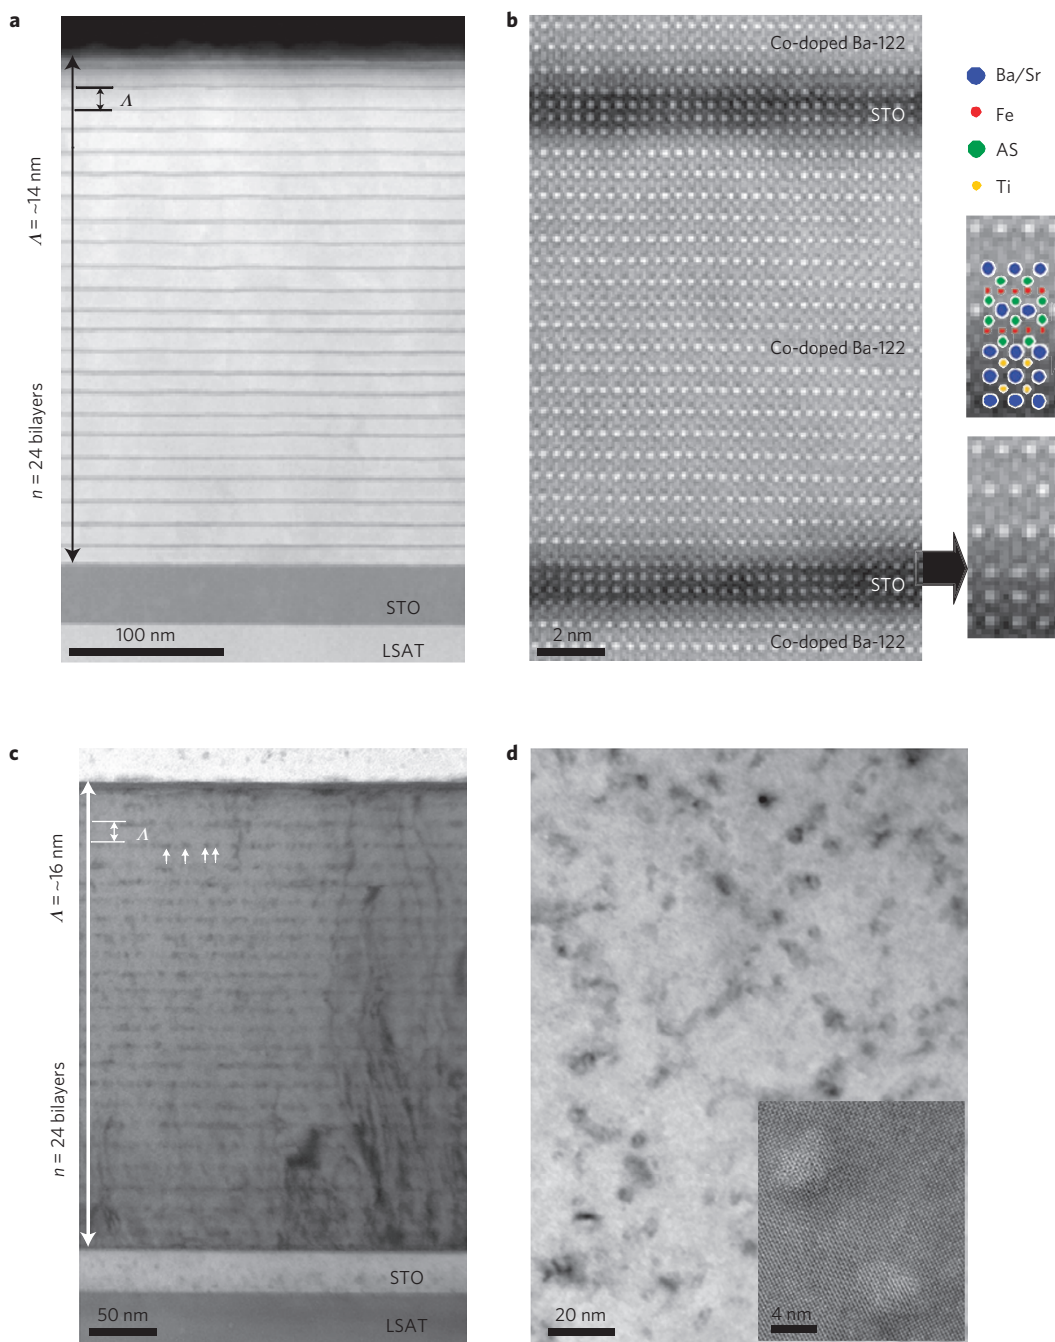 a
Λ
Λ = ~14 nm
n = 24 bilayers
STO
100 nm
LSAT
b
Co-doped Ba-122
STO
Co-doped Ba-122
STO
2 nm
Co-doped Ba-122
Ba/Sr
Fe
AS
Ti
c
Λ
Λ = ~16 nm
n = 24 bilayers
STO
50 nm
LSAT
d
20 nm
4 nm